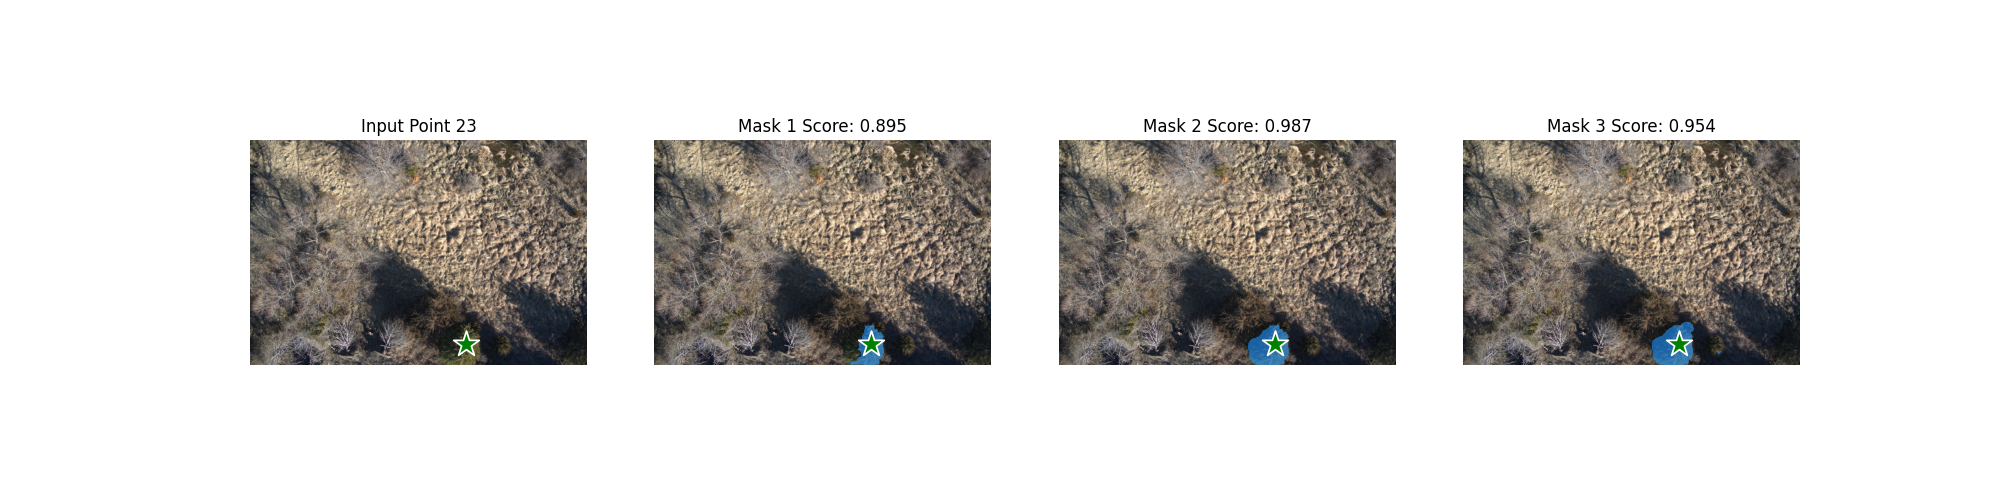 Input Point 23
Mask 1 Score: 0.895
Mask 2 Score: 0.987
Mask 3 Score: 0.954